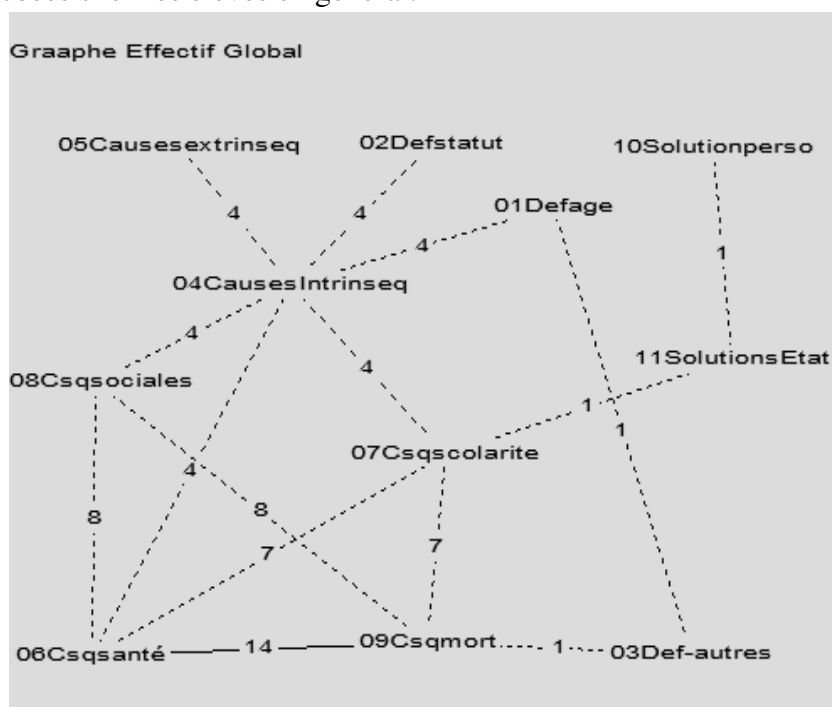 Graaphe Effectif Global
05Causesextrinseq
02Defstatut
10Solutionperso
01Defage
4
4
4
1
04CausesIntrinseq
4
4
11SolutionsEtat
08Csqsociales
1
1
07Csqscolarite
4
8
8
7
7
06Csqsanté
14
09Csqmort
1
03Def-autres